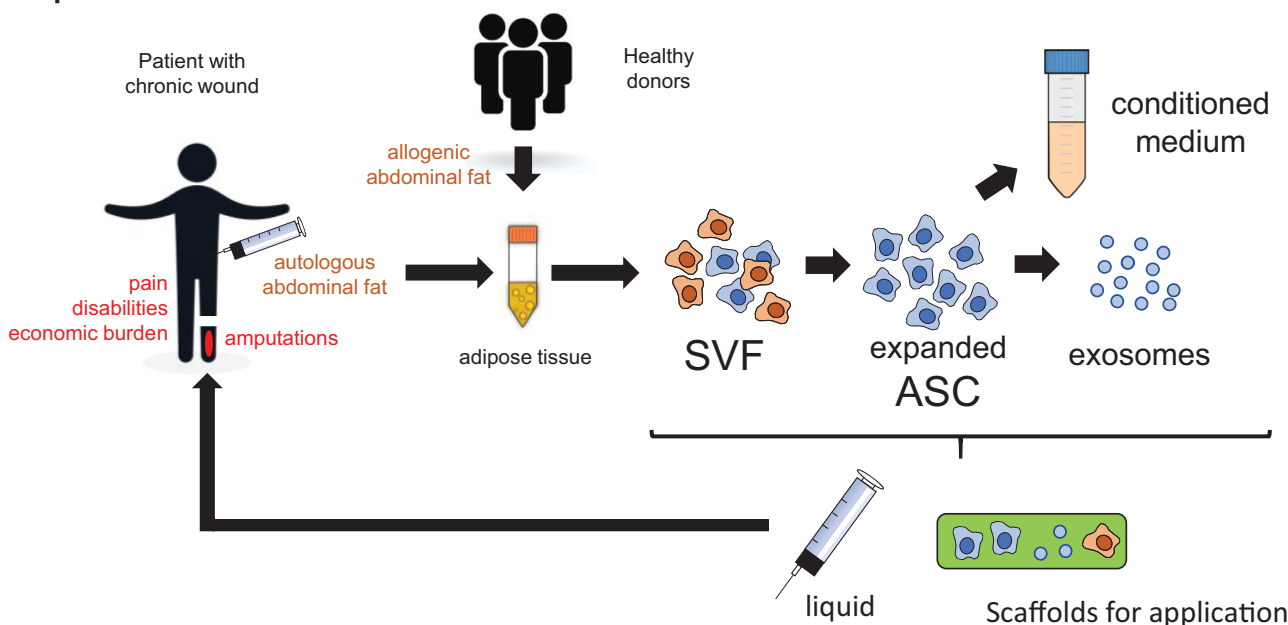 Patient with
chronic wound
Healthy
donors
allogenic
abdominal fat
conditioned
medium
autologous
abdominal fat
pain
disabilities
economic burden
amputations
adipose tissue
SVF
expanded
ASC
exosomes
liquid
Scaffolds for application